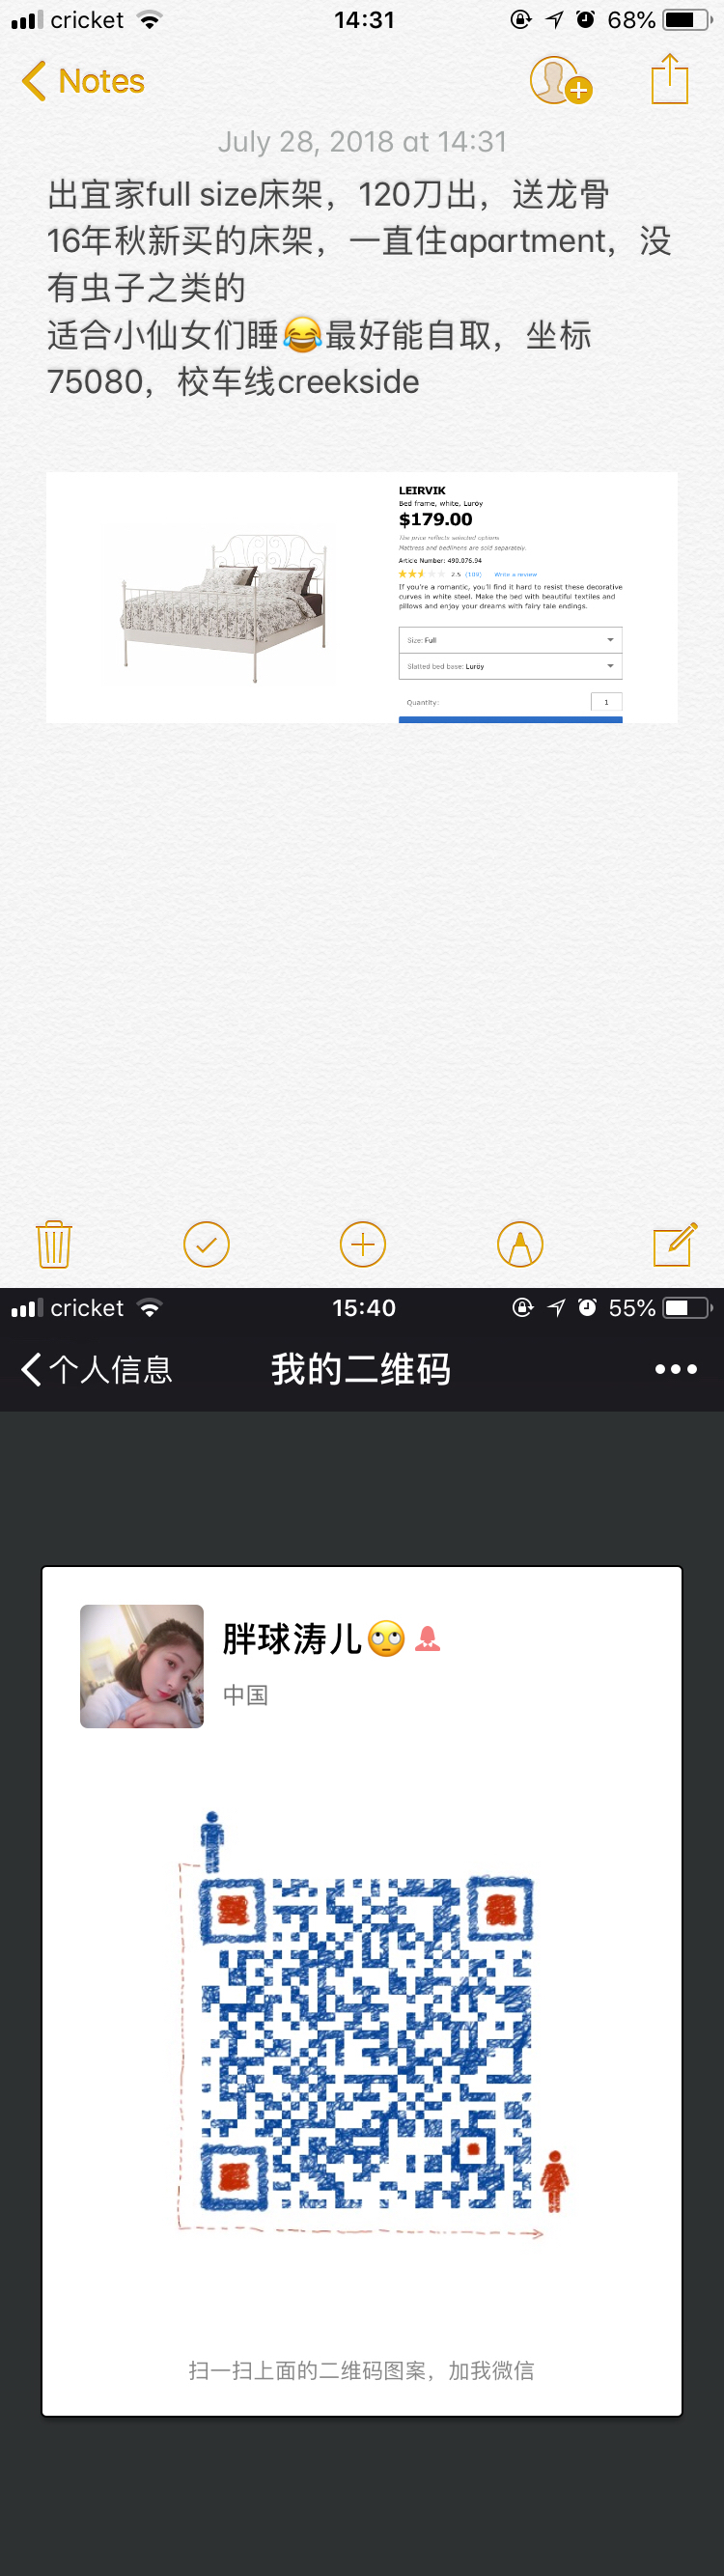 cricket 14:31 68%
Notes
July 28, 2018 at 14:31
出宜家full size床架，120刀出，送龙骨
16年秋新买的床架，一直住apartment，没
有虫子之类的
适合小仙女们睡😂最好能自取，坐标
75080，校车线creekside
LEIRVIK
Bed frame, white, Luröy
$179.00
The price reflects selected options
Mattress and bedlinens are sold separately.
Article Number: 490.076.94
2.5 (109) Write a review
If you're a romantic, you'll find it hard to resist these decorative
curves in white steel. Make the bed with beautiful textiles and
pillows and enjoy your dreams with fairy tale endings.
Size: Full
Slatted bed base: Luröy
Quantity: 1
cricket 15:40 55%
个人信息 我的二维码
胖球涛儿🙄
中国
扫一扫上面的二维码图案，加我微信